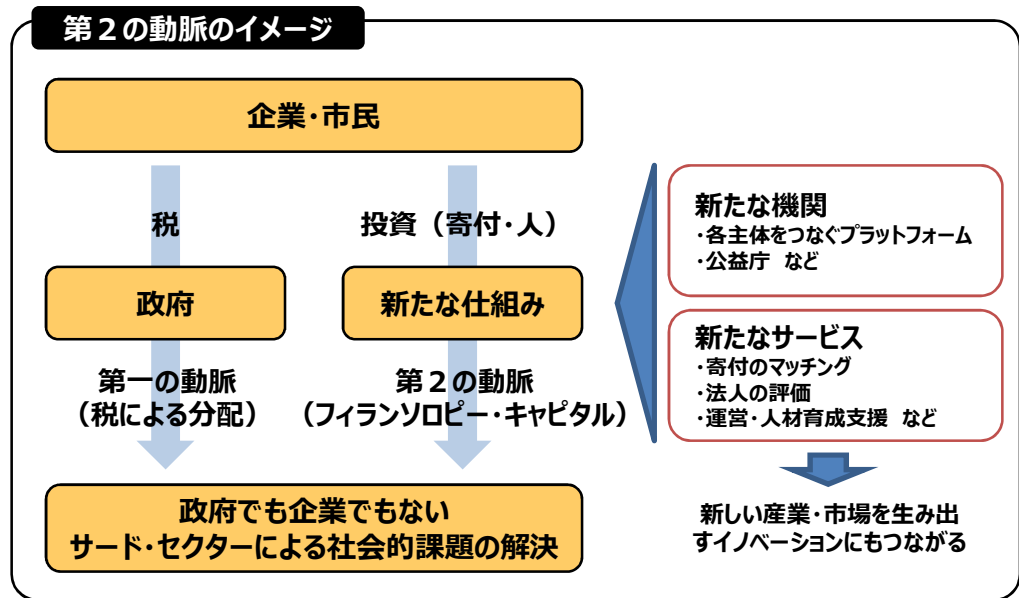 第２の動脈のイメージ
企業・市民
税
投資（寄付・人）
政府
新たな仕組み
第一の動脈
（税による分配）
第２の動脈
（フィランソロピー・キャピタル）
政府でも企業でもない
サード・セクターによる社会的課題の解決
新たな機関
・各主体をつなぐプラットフォーム
・公益庁 など
新たなサービス
・寄付のマッチング
・法人の評価
・運営・人材育成支援 など
新しい産業・市場を生み出
すイノベーションにもつながる